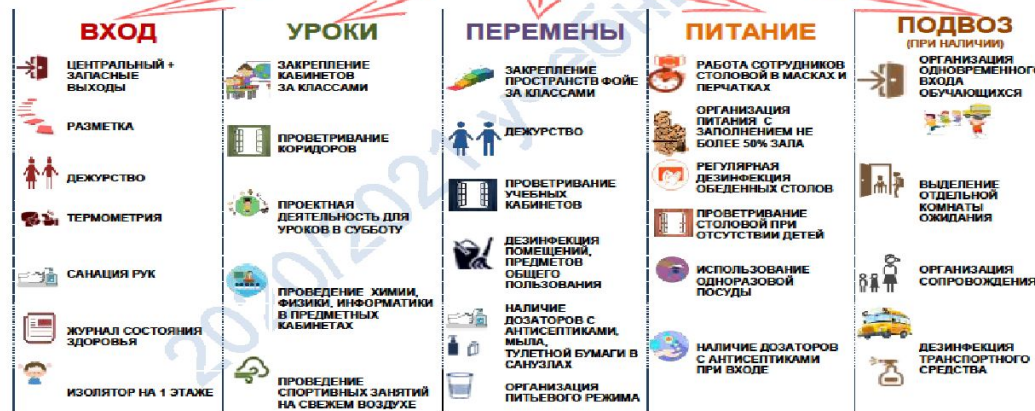 ВХОД
ЦЕНТРАЛЬНЫЙ +
ЗАПАСНЫЕ
ВЫХОДЫ
РАЗМЕТКА
ДЕЖУРСТВО
ТЕРМОМЕТРИЯ
САНАЦИЯ РУК
ЖУРНАЛ СОСТОЯНИЯ
ЗДОРОВЬЯ
ИЗОЛЯТОР НА 1 ЭТАЖЕ
УРОКИ
ЗАКРЕПЛЕНИЕ
КАБИНЕТОВ
ЗА КЛАССАМИ
ПРОВЕТРИВАНИЕ
КОРИДОРОВ
ПРОЕКТНАЯ
ДЕЯТЕЛЬНОСТЬ ДЛЯ
УРОКОВ В СУББОТУ
ПРОВЕДЕНИЕ ХИМИИ,
ФИЗИКИ, ИНФОРМАТИКИ
В ПРЕДМЕТНЫХ
КАБИНЕТАХ
ПРОВЕДЕНИЕ
СПОРТИВНЫХ ЗАНЯТИЙ
НА СВЕЖЕМ ВОЗДУХЕ
ПЕРЕМЕНЫ
ЗАКРЕПЛЕНИЕ
ПРОСТРАНСТВ ФОЙЕ
ЗА КЛАССАМИ
ДЕЖУРСТВО
ПРОВЕТРИВАНИЕ
УЧЕБНЫХ
КАБИНЕТОВ
ДЕЗИНФЕКЦИЯ
ПОМЕЩЕНИЙ,
ПРЕДМЕТОВ
ОБЩЕГО
ПОЛЬЗОВАНИЯ
НАЛИЧИЕ
ДОЗАТОРОВ С
АНТИСЕПТИКАМИ,
МЫЛА,
ТУЛЕТНОЙ БУМАГИ В
САНУЗЛАХ
ОРГАНИЗАЦИЯ
ПИТЬЕВОГО РЕЖИМА
ПИТАНИЕ
РАБОТА СОТРУДНИКОВ
СТОЛОВОЙ В МАСКАХ И
ПЕРЧАТКАХ
ОРГАНИЗАЦИЯ
ПИТАНИЯ С
ЗАПОЛНЕНИЕМ НЕ
БОЛЕЕ 50% ЗАЛА
РЕГУЛЯРНАЯ
ДЕЗИНФЕКЦИЯ
ОБЕДЕННЫХ СТОЛОВ
ПРОВЕТРИВАНИЕ
СТОЛОВОЙ ПРИ
ОТСУТСТВИИ ДЕТЕЙ
ИСПОЛЬЗОВАНИЕ
ОДНОРАЗОВОЙ
ПОСУДЫ
НАЛИЧИЕ ДОЗАТОРОВ
С АНТИСЕПТИКАМИ
ПРИ ВХОДЕ
ПОДВОЗ
(ПРИ НАЛИЧИИ)
ОРГАНИЗАЦИЯ
ОДНОВРЕМЕННОГО
ВХОДА
ОБУЧАЮЩИХСЯ
ВЫДЕЛЕНИЕ
ОТДЕЛЬНОЙ
КОМНАТЫ
ОЖИДАНИЯ
ОРГАНИЗАЦИЯ
СОПРОВОЖДЕНИЯ
ДЕЗИНФЕКЦИЯ
ТРАНСПОРТНОГО
СРЕДСТВА
2020/2021